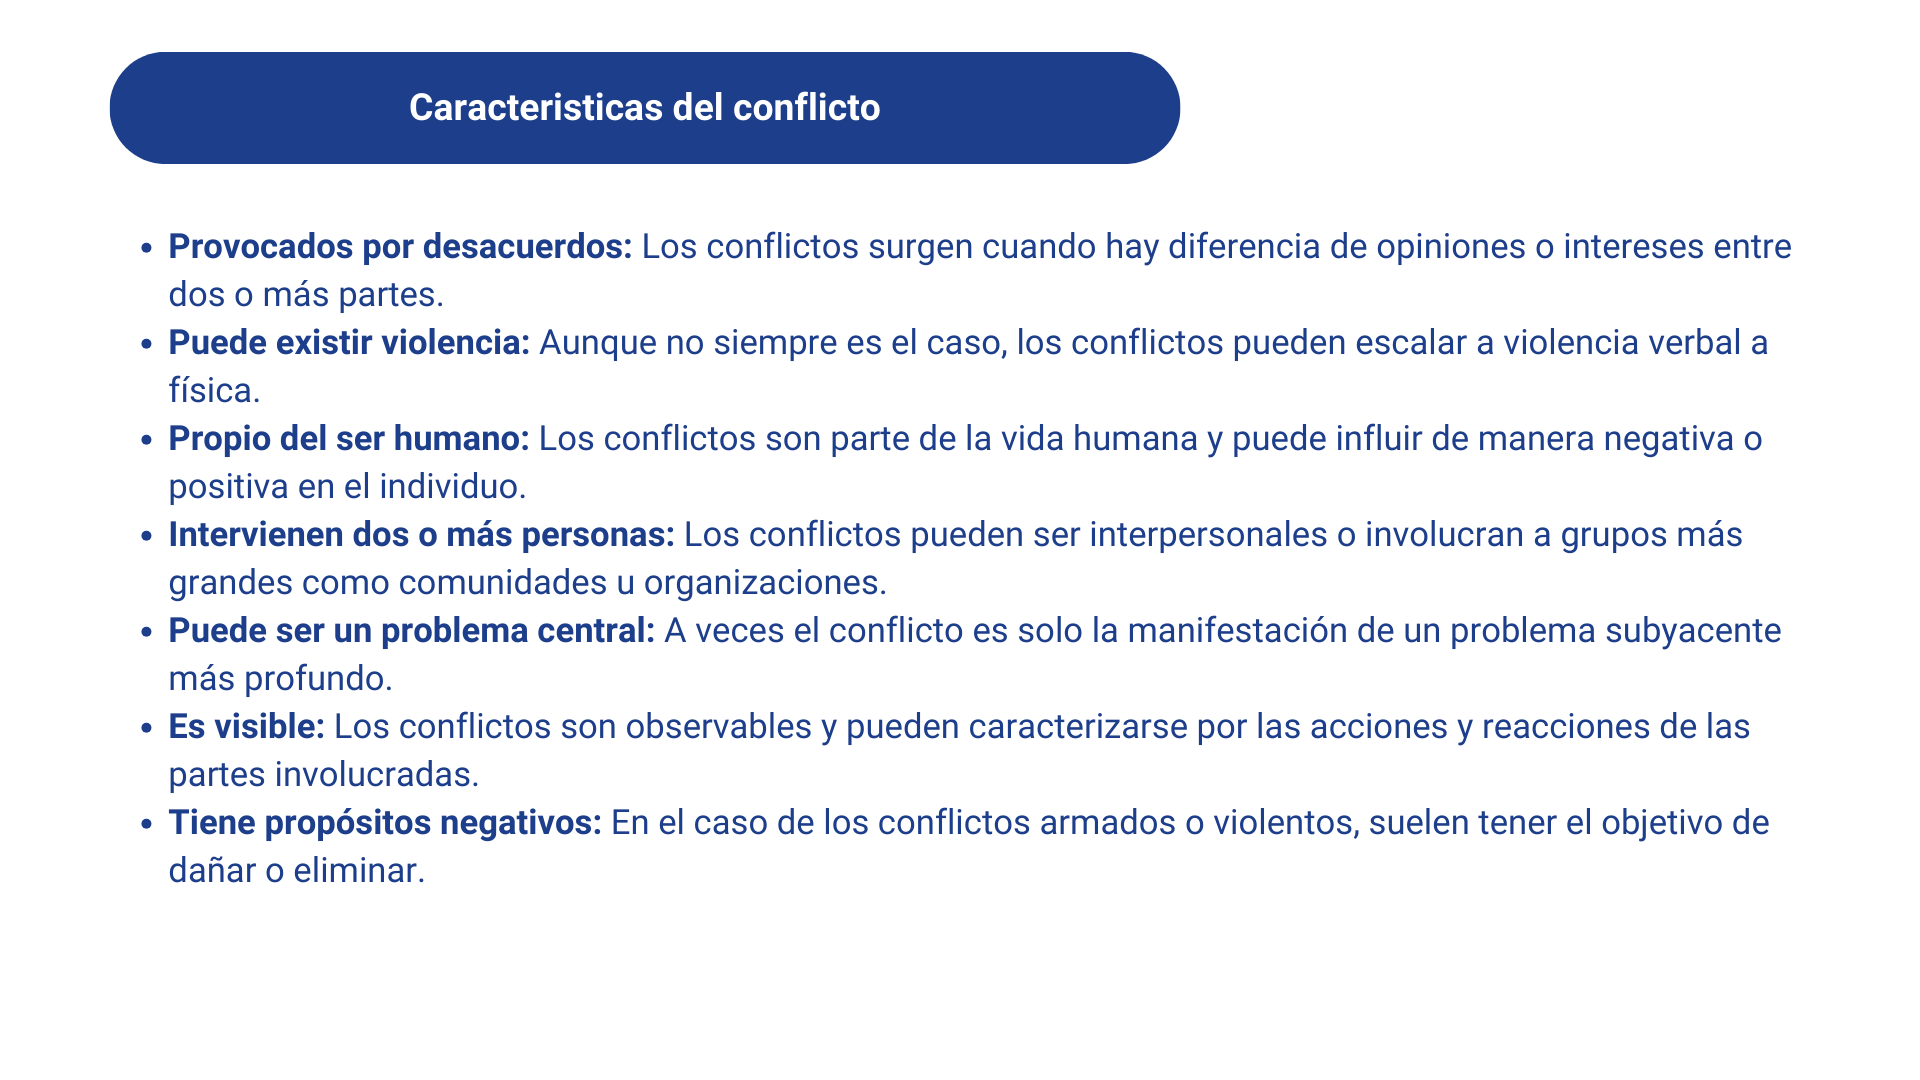 Caracteristicas del conflicto
• Provocados por desacuerdos: Los conflictos surgen cuando hay diferencia de opiniones o intereses entre
dos o más partes.
• Puede existir violencia: Aunque no siempre es el caso, los conflictos pueden escalar a violencia verbal a
física.
• Propio del ser humano: Los conflictos son parte de la vida humana y puede influir de manera negativa o
positiva en el individuo.
• Intervienen dos o más personas: Los conflictos pueden ser interpersonales o involucran a grupos más
grandes como comunidades u organizaciones.
• Puede ser un problema central: A veces el conflicto es solo la manifestación de un problema subyacente
más profundo.
• Es visible: Los conflictos son observables y pueden caracterizarse por las acciones y reacciones de las
partes involucradas.
• Tiene propósitos negativos: En el caso de los conflictos armados o violentos, suelen tener el objetivo de
dañar o eliminar.